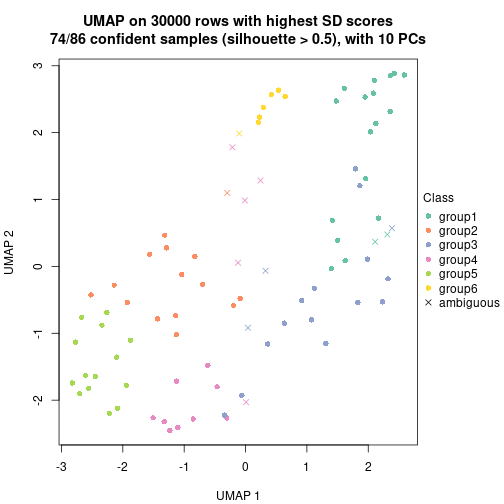 UMAP on 30000 rows with highest SD scores
74/86 confident samples (silhouette > 0.5), with 10 PCs
3
2
1
0
-1
-2
UMAP 2
Class
group1
group2
group3
group4
group5
group6
ambiguous
-3
-2
-1
0
1
2
UMAP 1